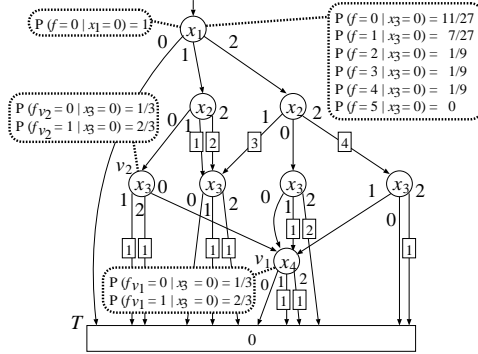 P (f = 0 | x1 = 0) = 1
P (f = 0 | x3 = 0) = 11/27
P (f = 1 | x3 = 0) = 7/27
P (f = 2 | x3 = 0) = 1/9
P (f = 3 | x3 = 0) = 1/9
P (f = 4 | x3 = 0) = 1/9
P (f = 5 | x3 = 0) = 0
x1
0 1 2
P (fv2 = 0 | x3 = 0) = 1/3
P (fv2 = 1 | x3 = 0) = 2/3
x2 x2
0 1 2 1 0 2
1 2 3 4
v2
x3 x3 x3 x3
1 2 0 0 1 2 0 1 2 1 0 2
1 1 1 1 1 2 1
v1 x4
P (fv1 = 0 | x3 = 0) = 1/3
P (fv1 = 1 | x3 = 0) = 2/3
0 1 2
1 1
T
0